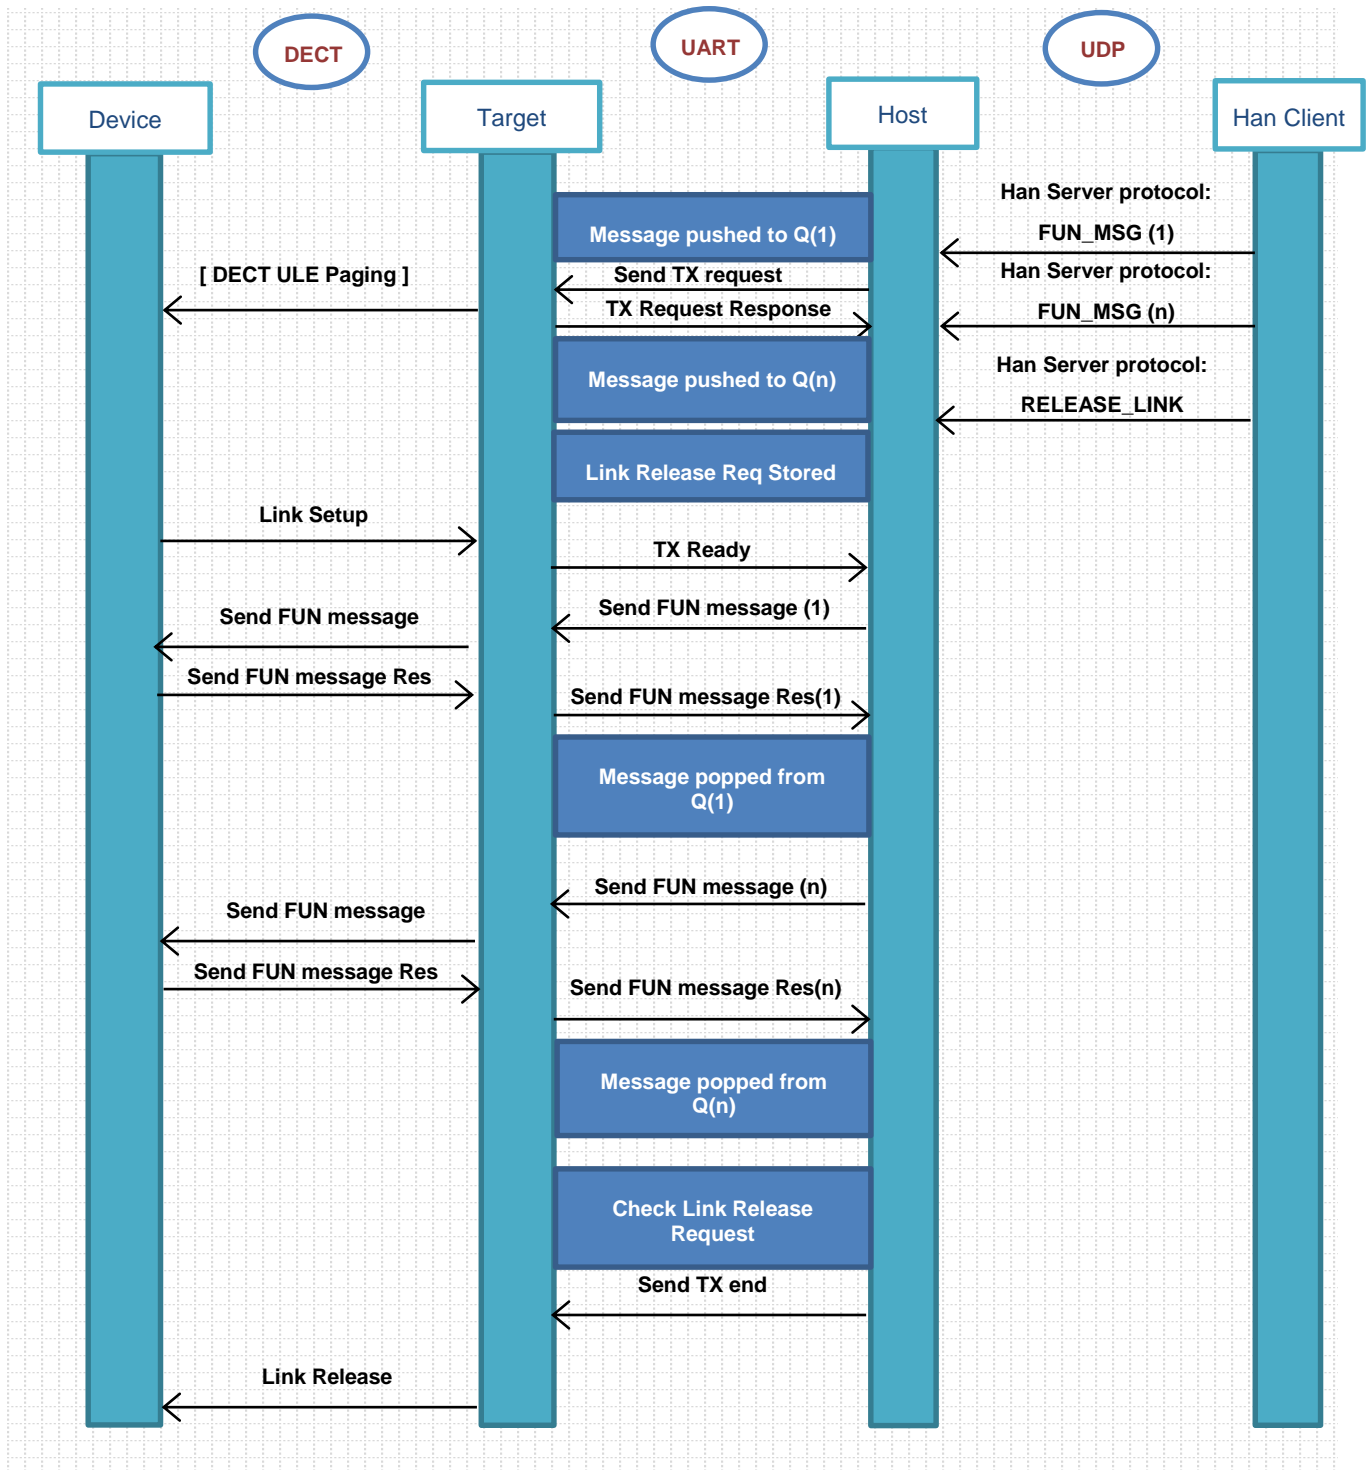 DECT
UART
UDP
Device
Target
Host
Han Client
Han Server protocol:
Message pushed to Q(1)
FUN_MSG (1)
[ DECT ULE Paging ]
Send TX request
Han Server protocol:
TX Request Response
FUN_MSG (n)
Message pushed to Q(n)
Han Server protocol:
RELEASE_LINK
Link Release Req Stored
Link Setup
TX Ready
Send FUN message (1)
Send FUN message
Send FUN message Res
Send FUN message Res(1)
Message popped from
Q(1)
Send FUN message (n)
Send FUN message
Send FUN message Res
Send FUN message Res(n)
Message popped from
Q(n)
Check Link Release
Request
Send TX end
Link Release